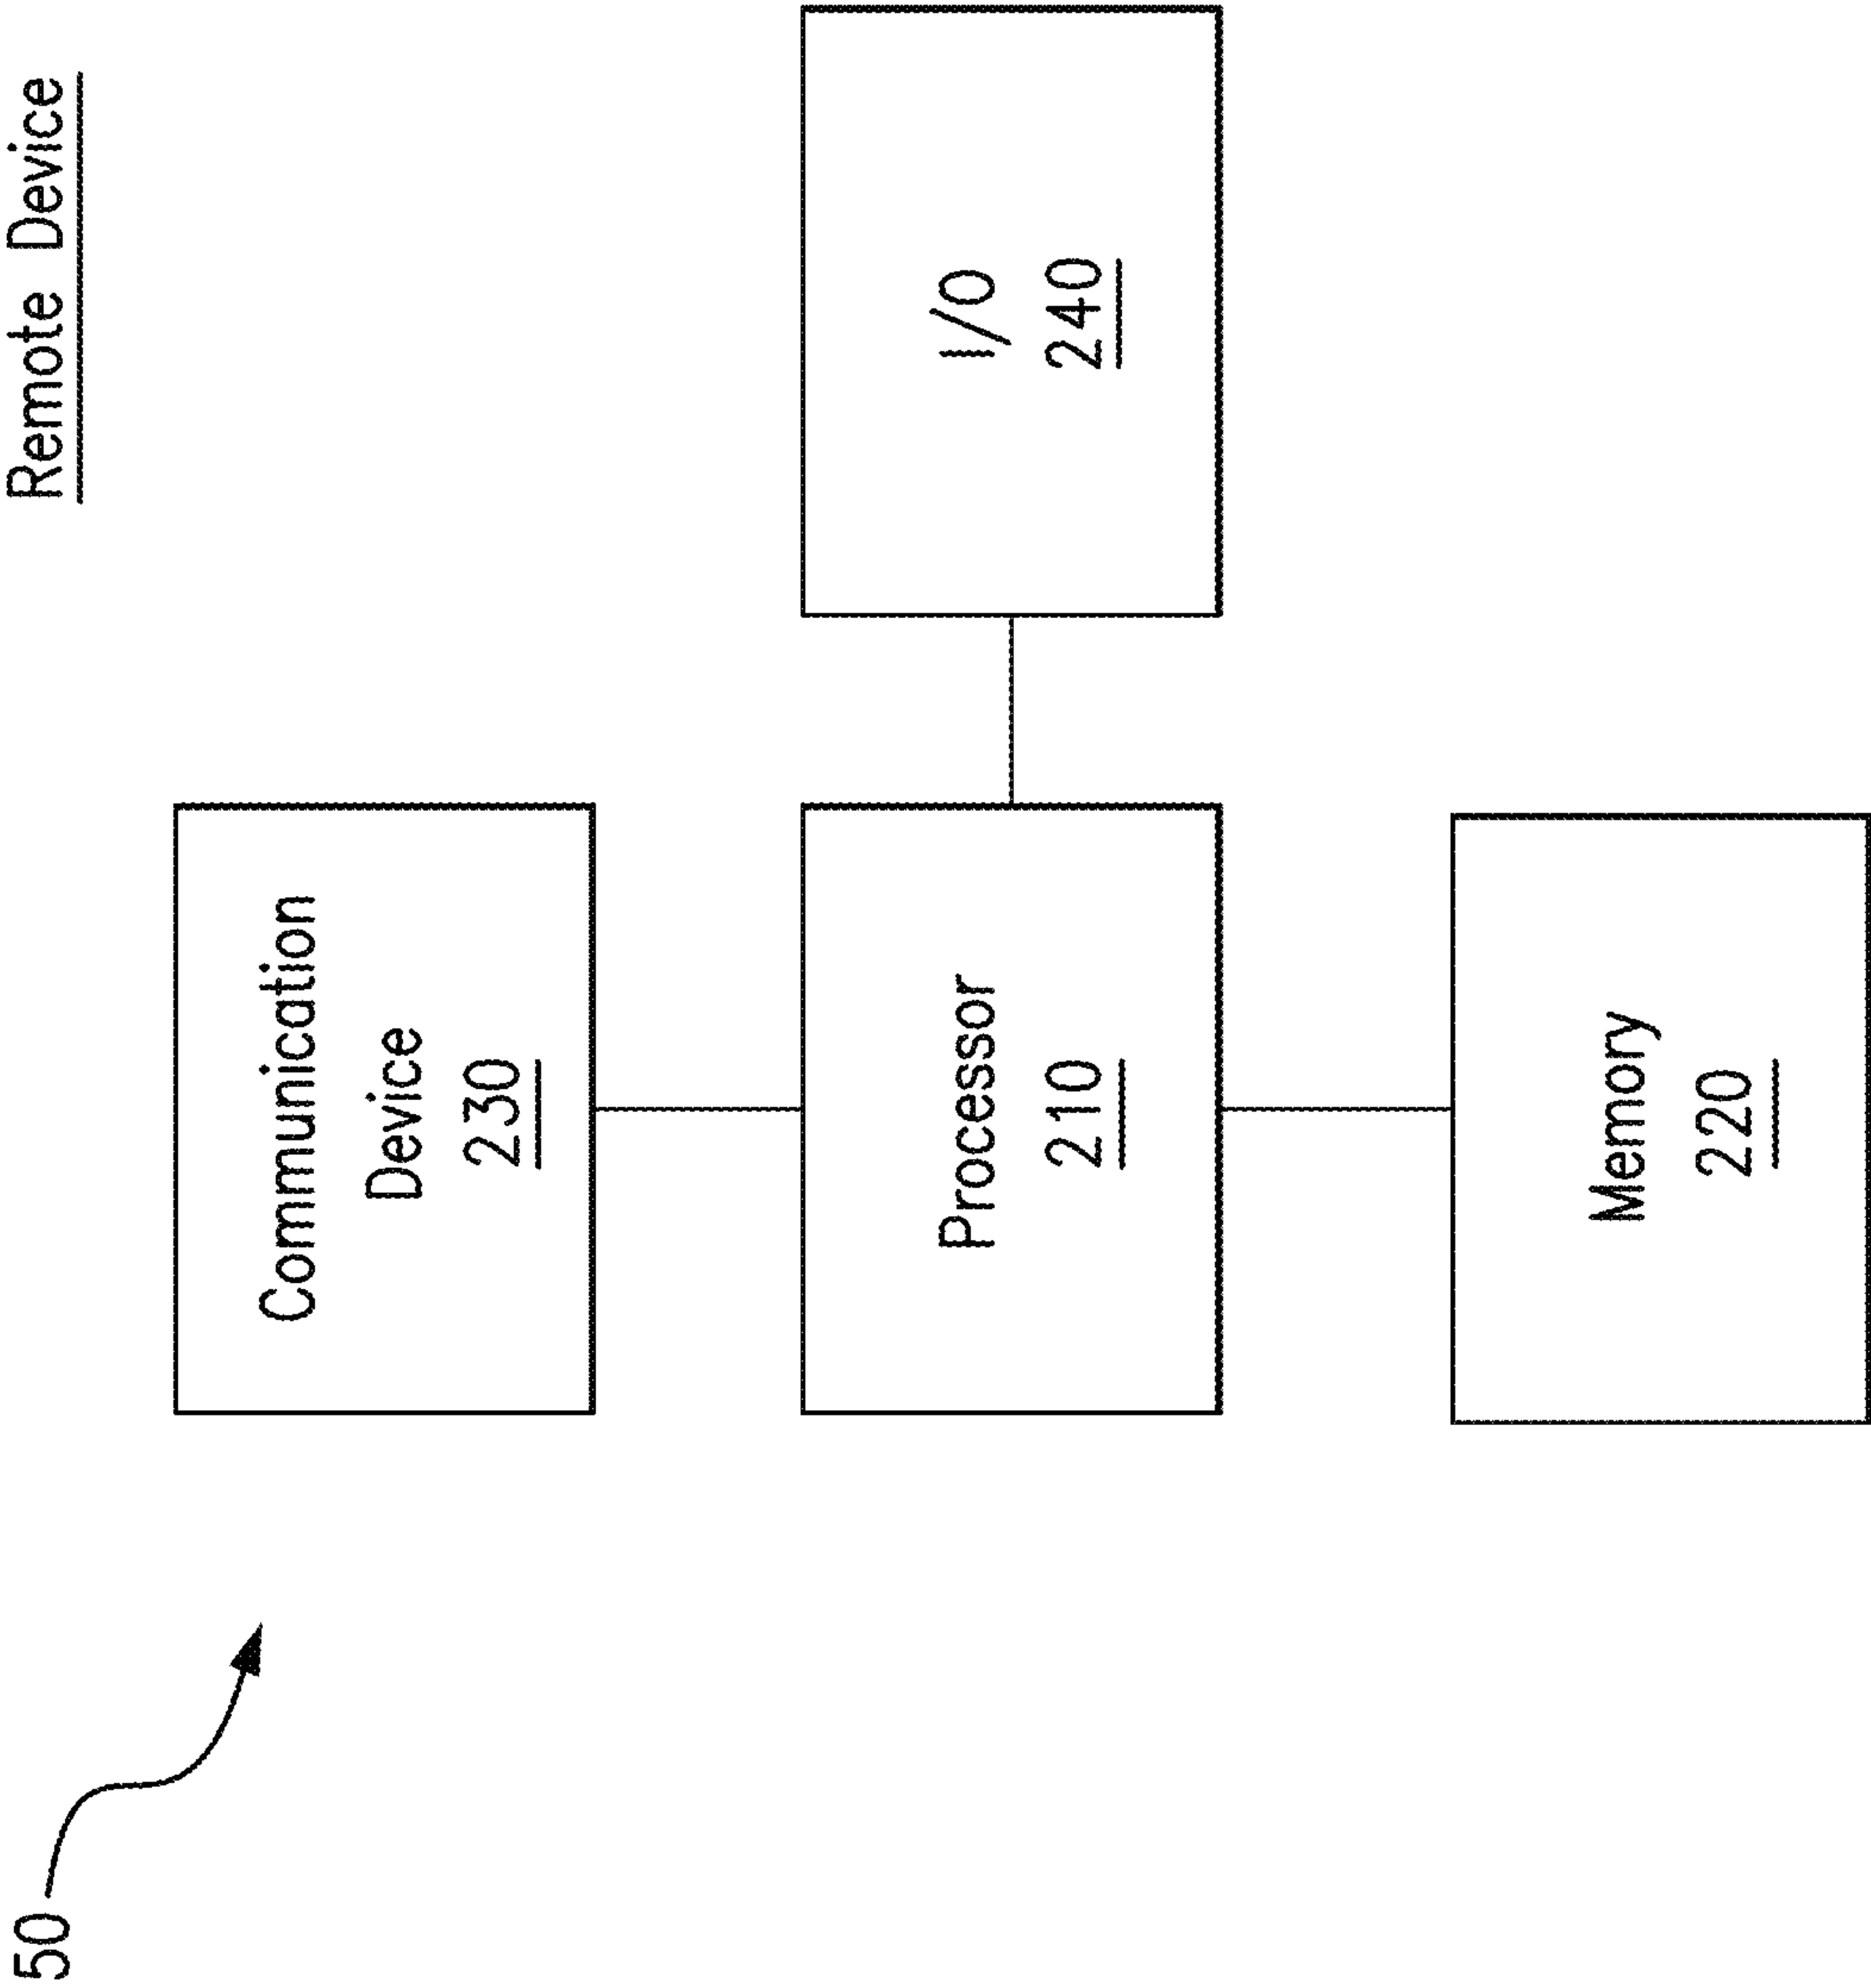 50
Remote Device
Communication
Device
230
Processor
210
I/O
240
Memory
220